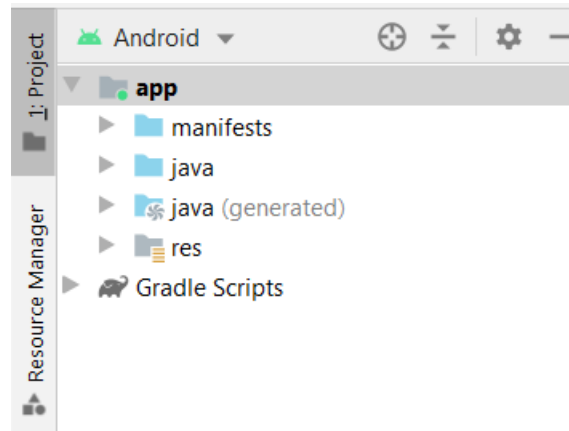 1: Project
Resource Manager
Android
app
manifests
java
java (generated)
res
Gradle Scripts